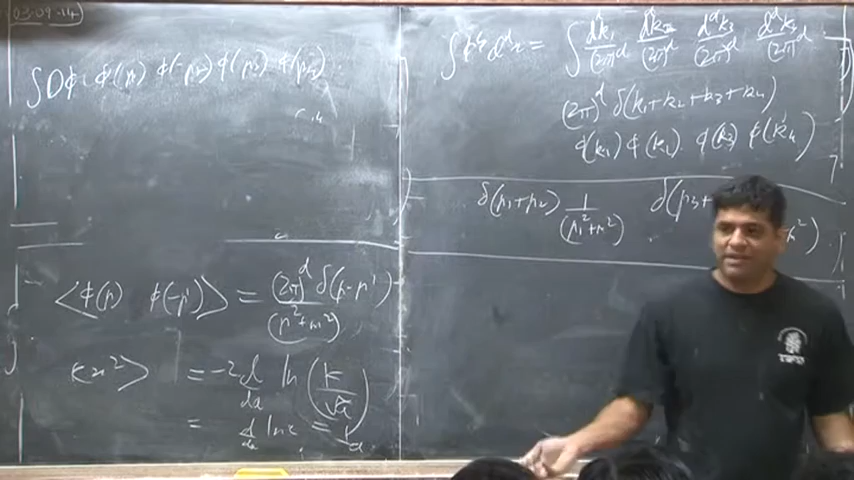 03-09-14
∫Dφ φ(p₁) φ(-p₂) φ(p₃) φ(p₄)
<φ(p) φ(-p')> = (2π)^d δ(p-p') / (p²+m²)
<x²> = -2 d/da ln (K/√a)
= d/da ln a = 1/a
∫φ⁴ d^d x = ∫ d^d k₁/(2π)^d d^d k₂/(2π)^d d^d k₃/(2π)^d d^d k₄/(2π)^d
(2π)^d δ(k₁+k₂+k₃+k₄)
φ(k₁) φ(k₂) φ(k₃) φ(k₄)
δ(p₁+p₂) 1/(p₁²+m²) δ(p₃+